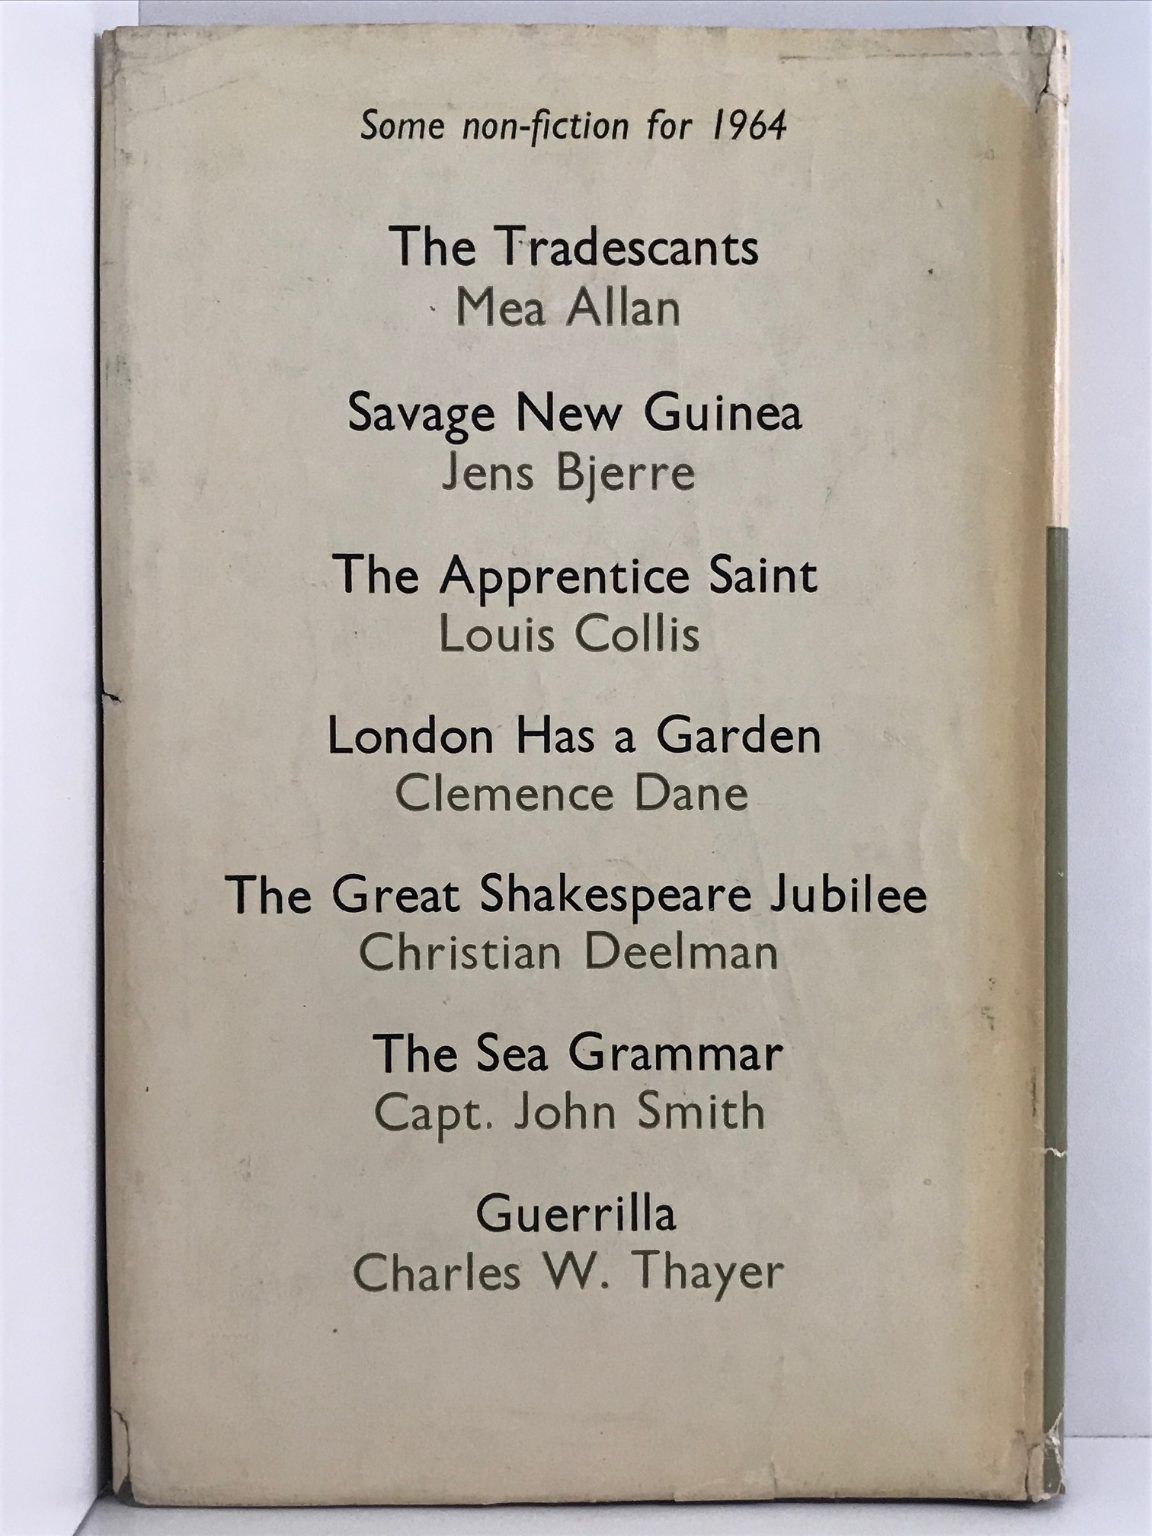 Some non-fiction for 1964
The Tradescants
Mea Allan
Savage New Guinea
Jens Bjerre
The Apprentice Saint
Louis Collis
London Has a Garden
Clemence Dane
The Great Shakespeare Jubilee
Christian Deelman
The Sea Grammar
Capt. John Smith
Guerrilla
Charles W. Thayer